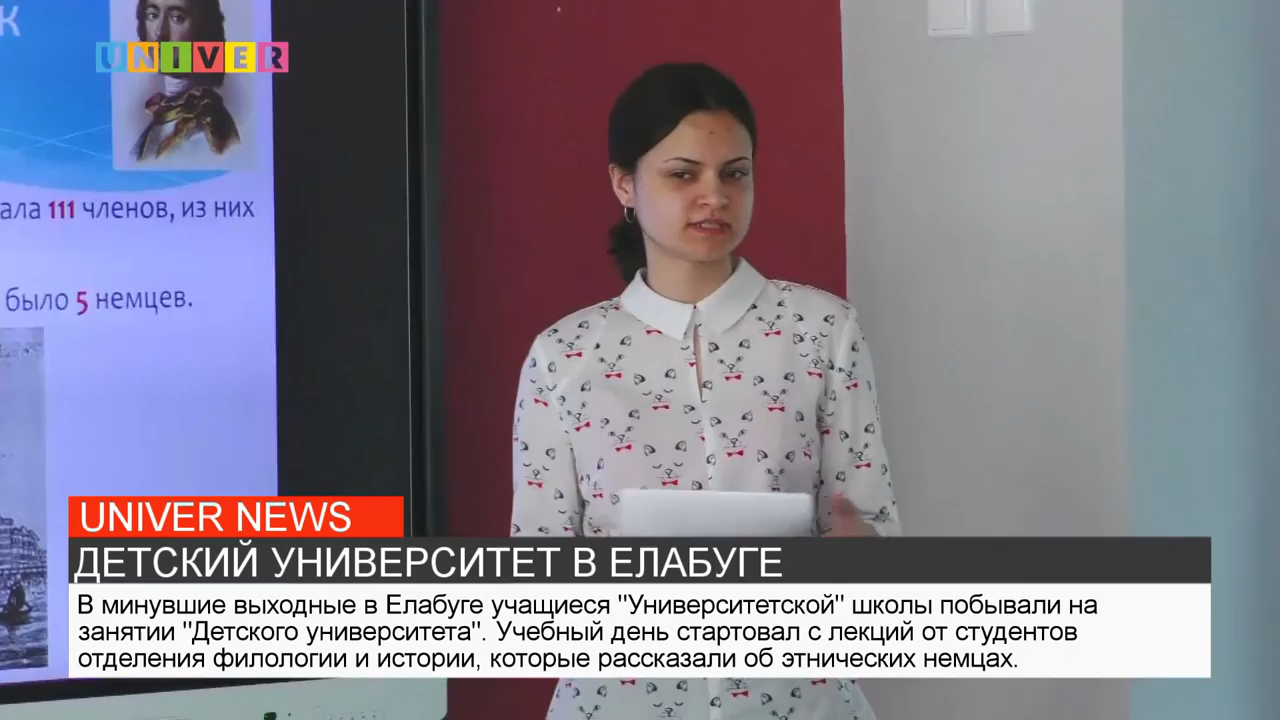 К
UNIVER
ала 111 членов, из них
было 5 немцев.
UNIVER NEWS
ДЕТСКИЙ УНИВЕРСИТЕТ В ЕЛАБУГЕ
В минувшие выходные в Елабуге учащиеся "Университетской" школы побывали на
занятии "Детского университета". Учебный день стартовал с лекций от студентов
отделения филологии и истории, которые рассказали об этнических немцах.